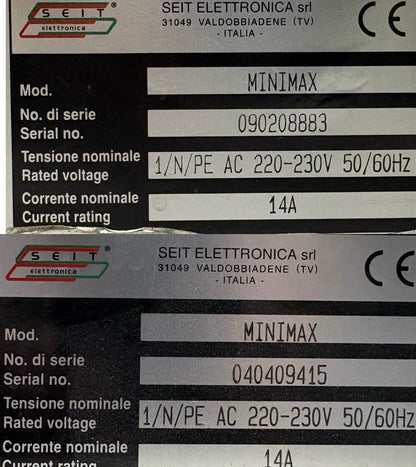 SEIT®
elettronica
SEIT ELETTRONICA srl
31049 VALDOBBIADENE (TV)
- ITALIA -
CE
Mod. MINIMAX
No. di serie
Serial no. 090208883
Tensione nominale
Rated voltage 1/N/PE AC 220-230V 50/60Hz
Corrente nominale
Current rating 14A
SEIT®
elettronica
SEIT ELETTRONICA srl
31049 VALDOBBIADENE (TV)
- ITALIA -
CE
Mod. MINIMAX
No. di serie
Serial no. 040409415
Tensione nominale
Rated voltage 1/N/PE AC 220-230V 50/60Hz
Corrente nominale
Current rating 14A